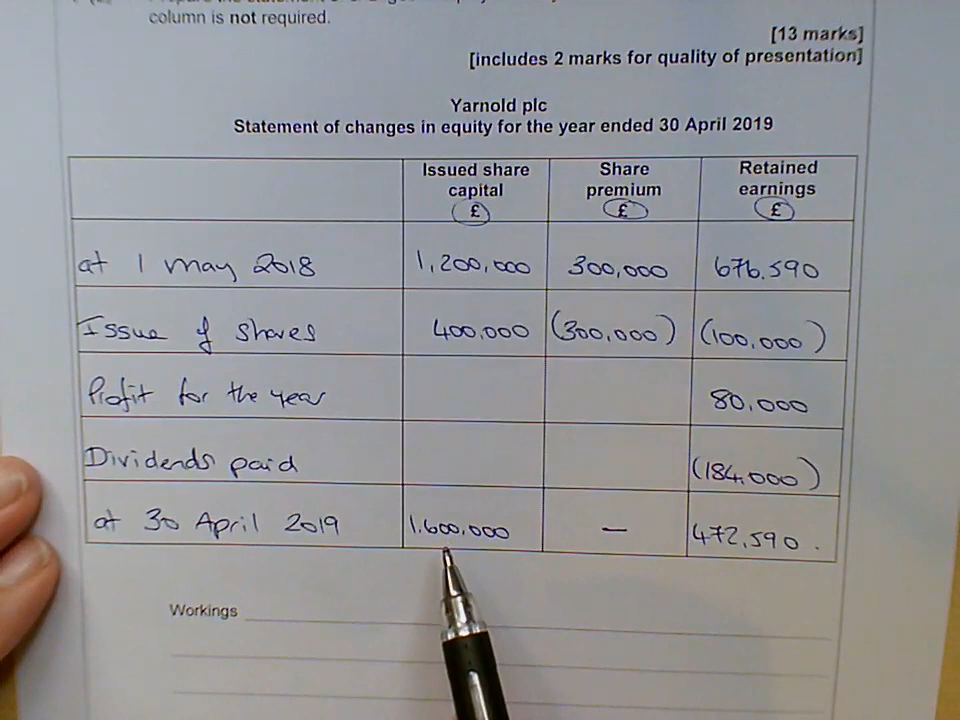 column is not required.
[13 marks]
[includes 2 marks for quality of presentation]
Yarnold plc
Statement of changes in equity for the year ended 30 April 2019
Issued share capital £ Share premium £ Retained earnings £
at 1 may 2018 1,200,000 300,000 676.590
Issue of shares 400,000 (300,000) (100,000)
Profit for the year 80,000
Dividends paid (184,000)
at 30 April 2019 1,600,000 — 472,590.
Workings